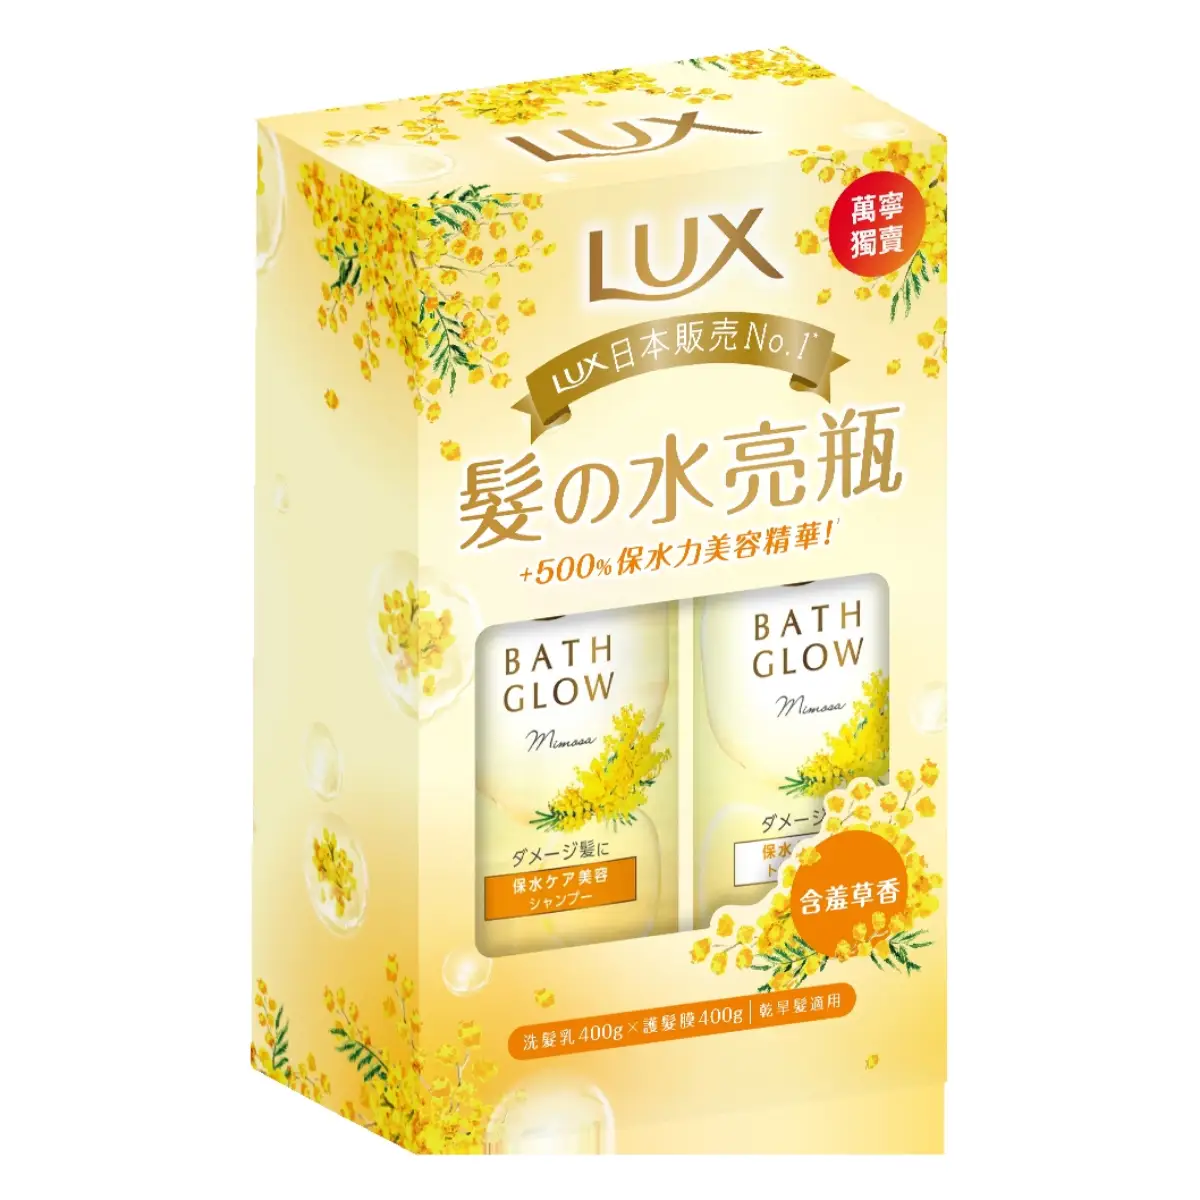 LUX
LUX
萬寧
獨賣
LUX日本販売No.1*
髮の水亮瓶
+500%保水力美容精華!
BATH
GLOW
Mimosa
ダメージ髪に
保水ケア美容
シャンプー
BATH
GLOW
Mimosa
ダメージ
保水
ト
含羞草香
洗髮乳400g×護髮膜400g|乾旱髮適用